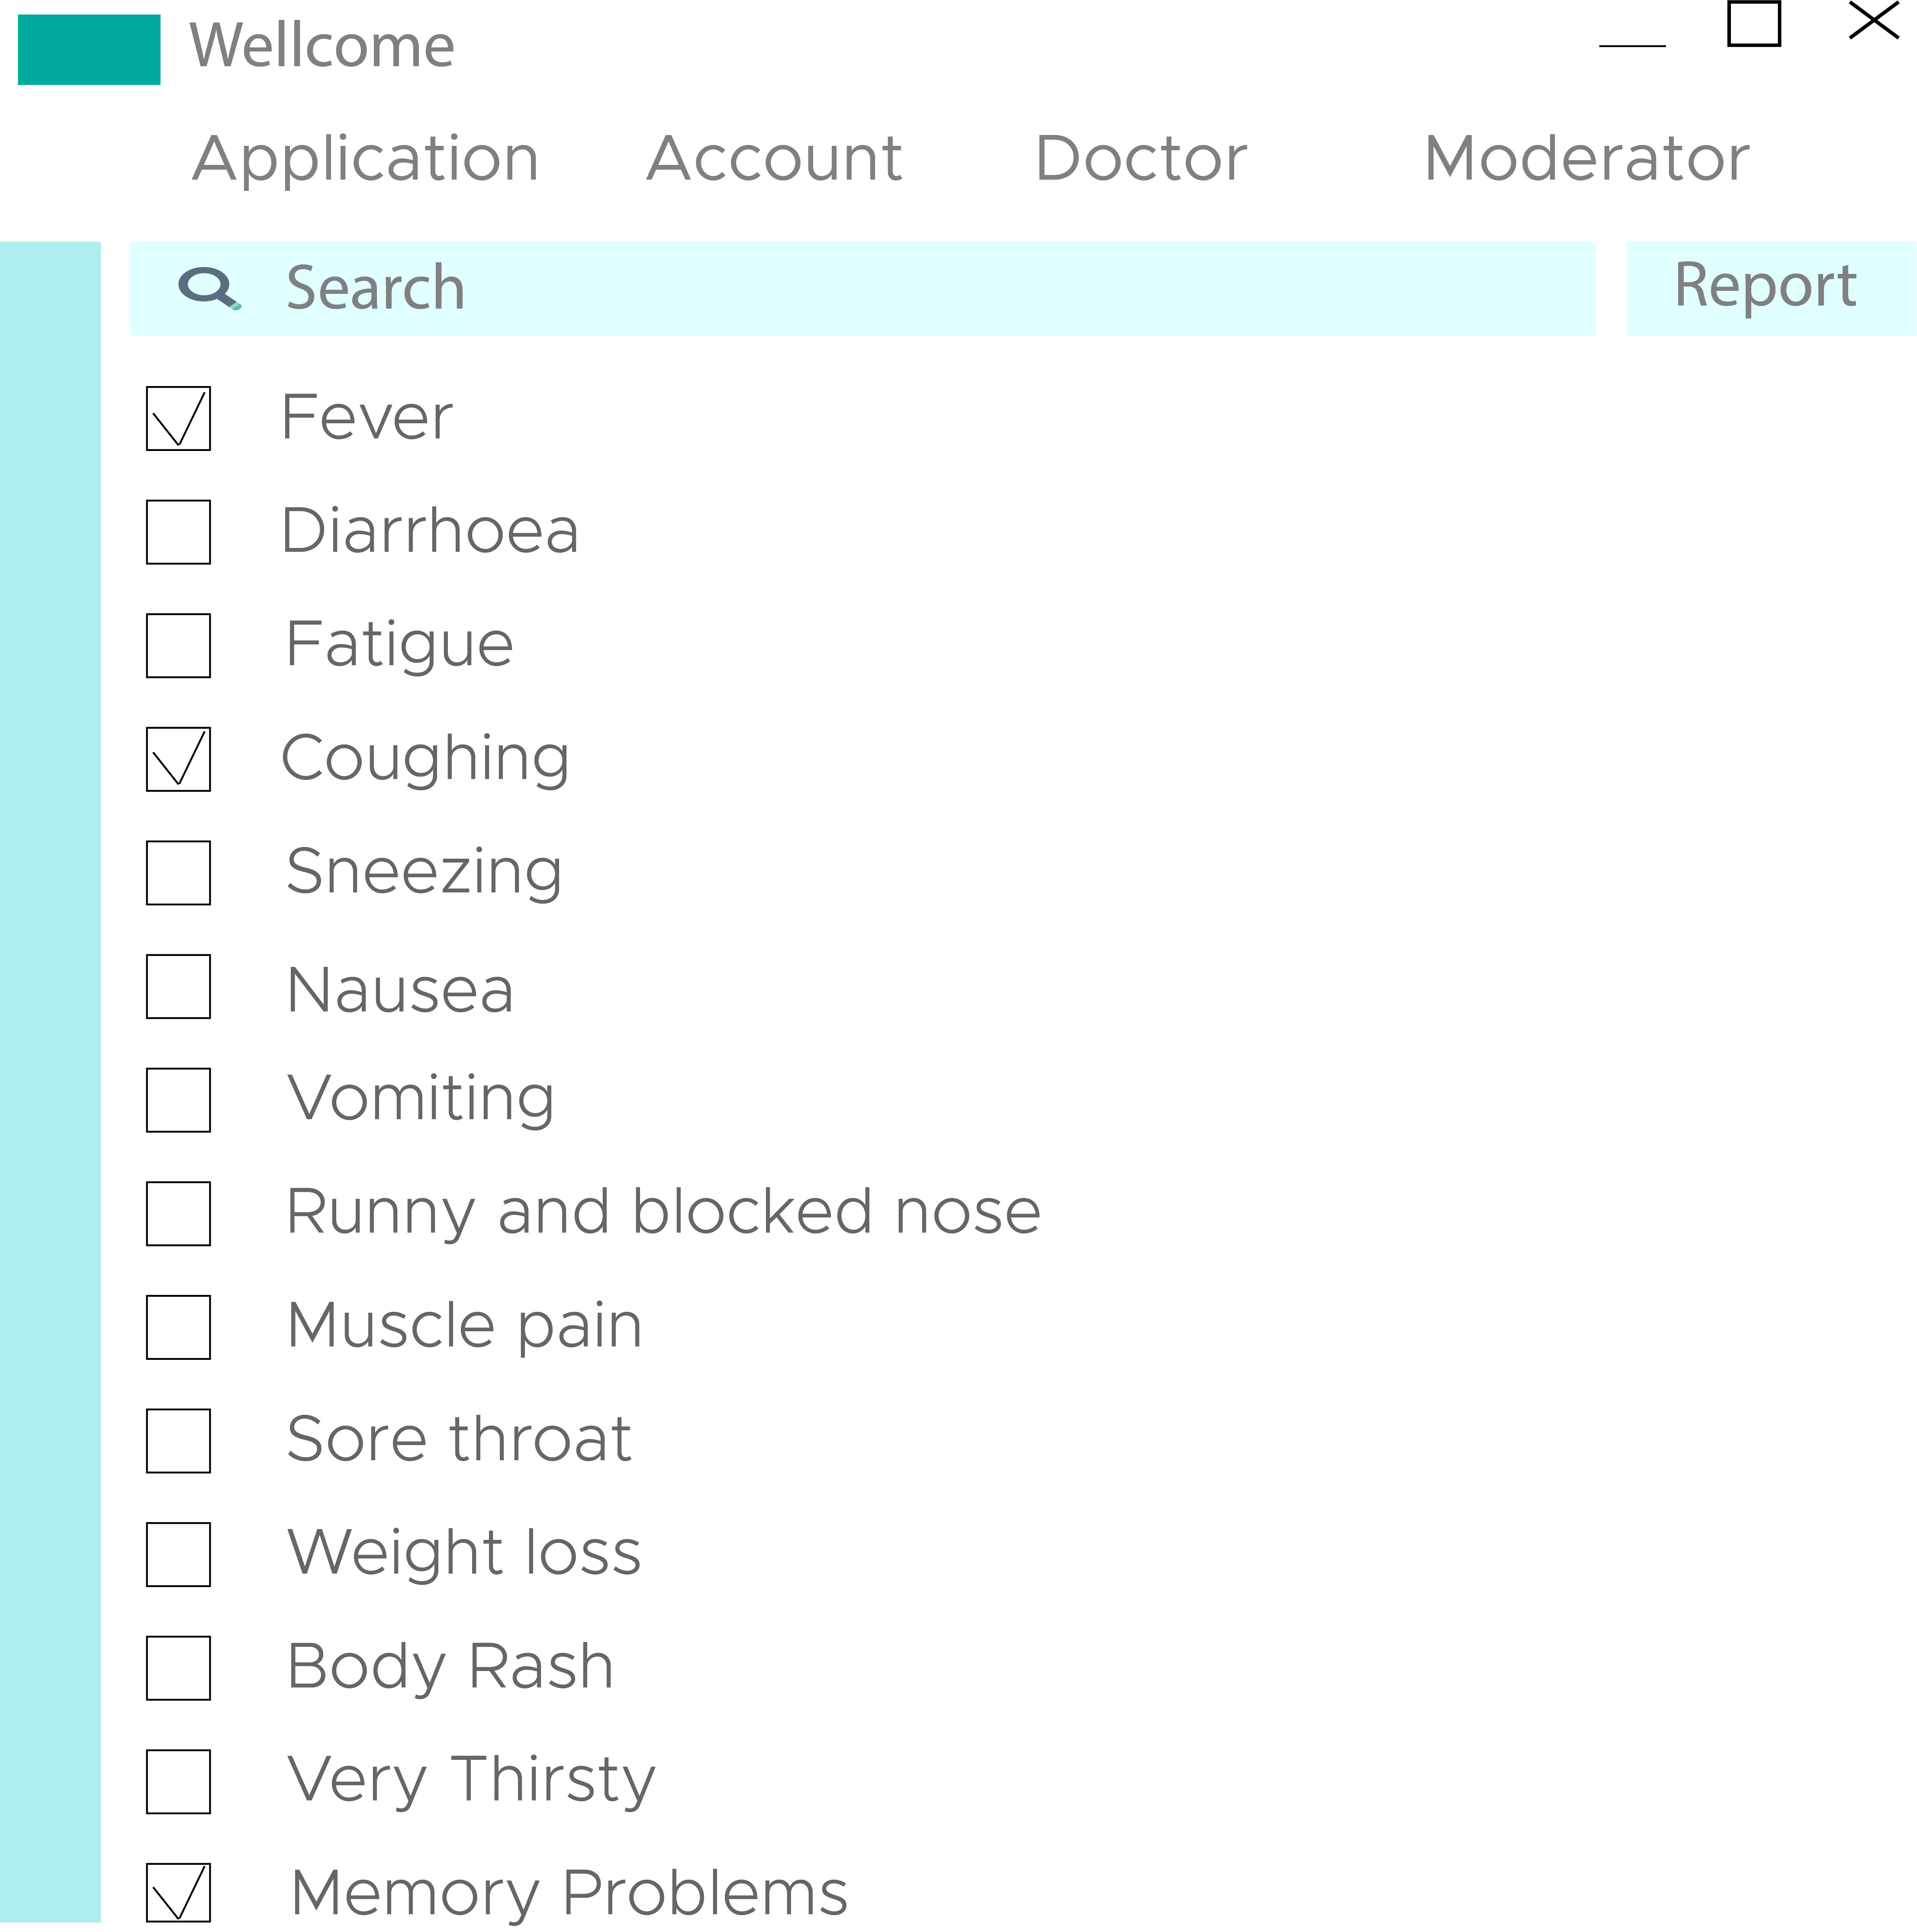 Wellcome
Application Account Doctor Moderator
Search Report
Fever
Diarrhoea
Fatigue
Coughing
Sneezing
Nausea
Vomiting
Runny and blocked nose
Muscle pain
Sore throat
Weight loss
Body Rash
Very Thirsty
Memory Problems